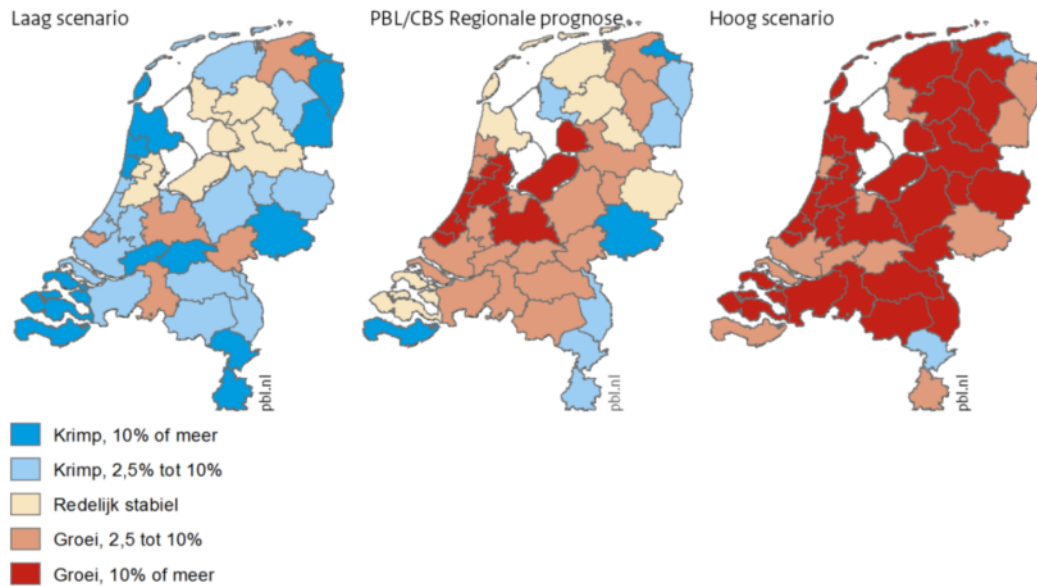 Laag scenario
PBL/CBS Regionale prognose
Hoog scenario
pbl.nl
pbl.nl
pbl.nl
Krimp, 10% of meer
Krimp, 2,5% tot 10%
Redelijk stabiel
Groei, 2,5 tot 10%
Groei, 10% of meer